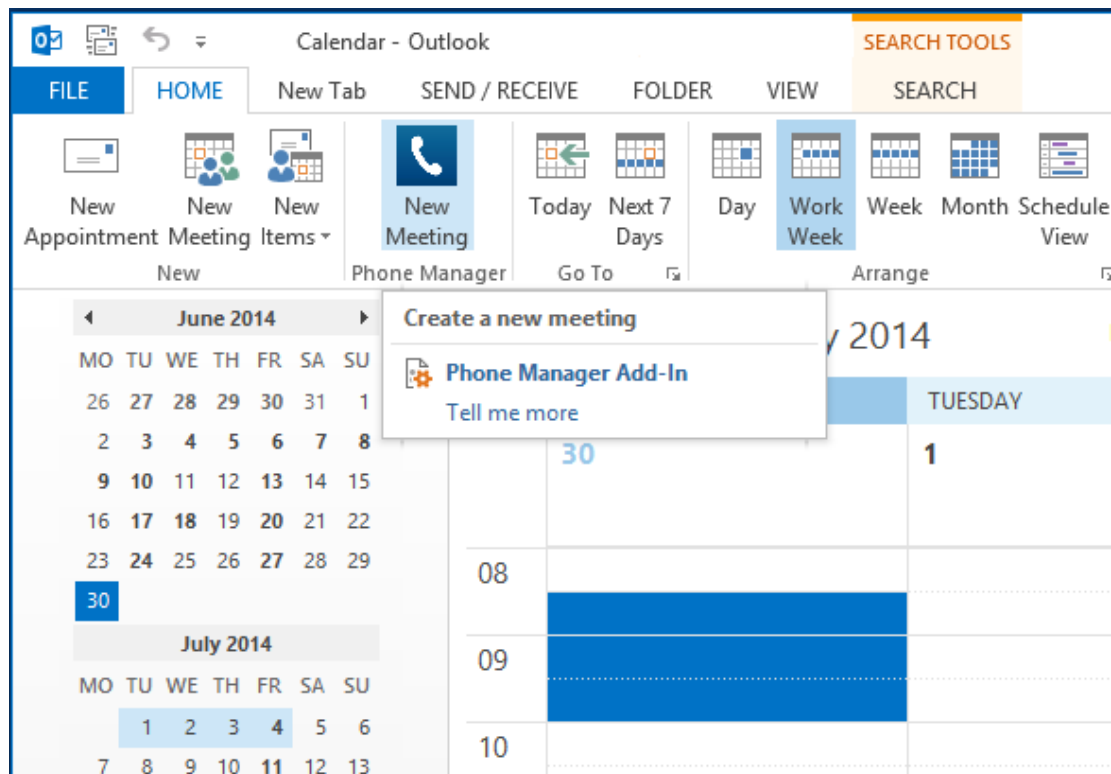 Calendar - Outlook
SEARCH TOOLS
FILE HOME New Tab SEND / RECEIVE FOLDER VIEW SEARCH
New Appointment
New Meeting
New Items
New
New Meeting
Phone Manager
Today
Next 7 Days
Go To
Day
Work Week
Week
Month
Schedule View
Arrange
Create a new meeting
Phone Manager Add-In
Tell me more
June 2014
MO TU WE TH FR SA SU
26 27 28 29 30 31 1
2 3 4 5 6 7 8
9 10 11 12 13 14 15
16 17 18 19 20 21 22
23 24 25 26 27 28 29
30
July 2014
MO TU WE TH FR SA SU
1 2 3 4 5 6
7 8 9 10 11 12 13
y 2014
TUESDAY
30 1
08
09
10